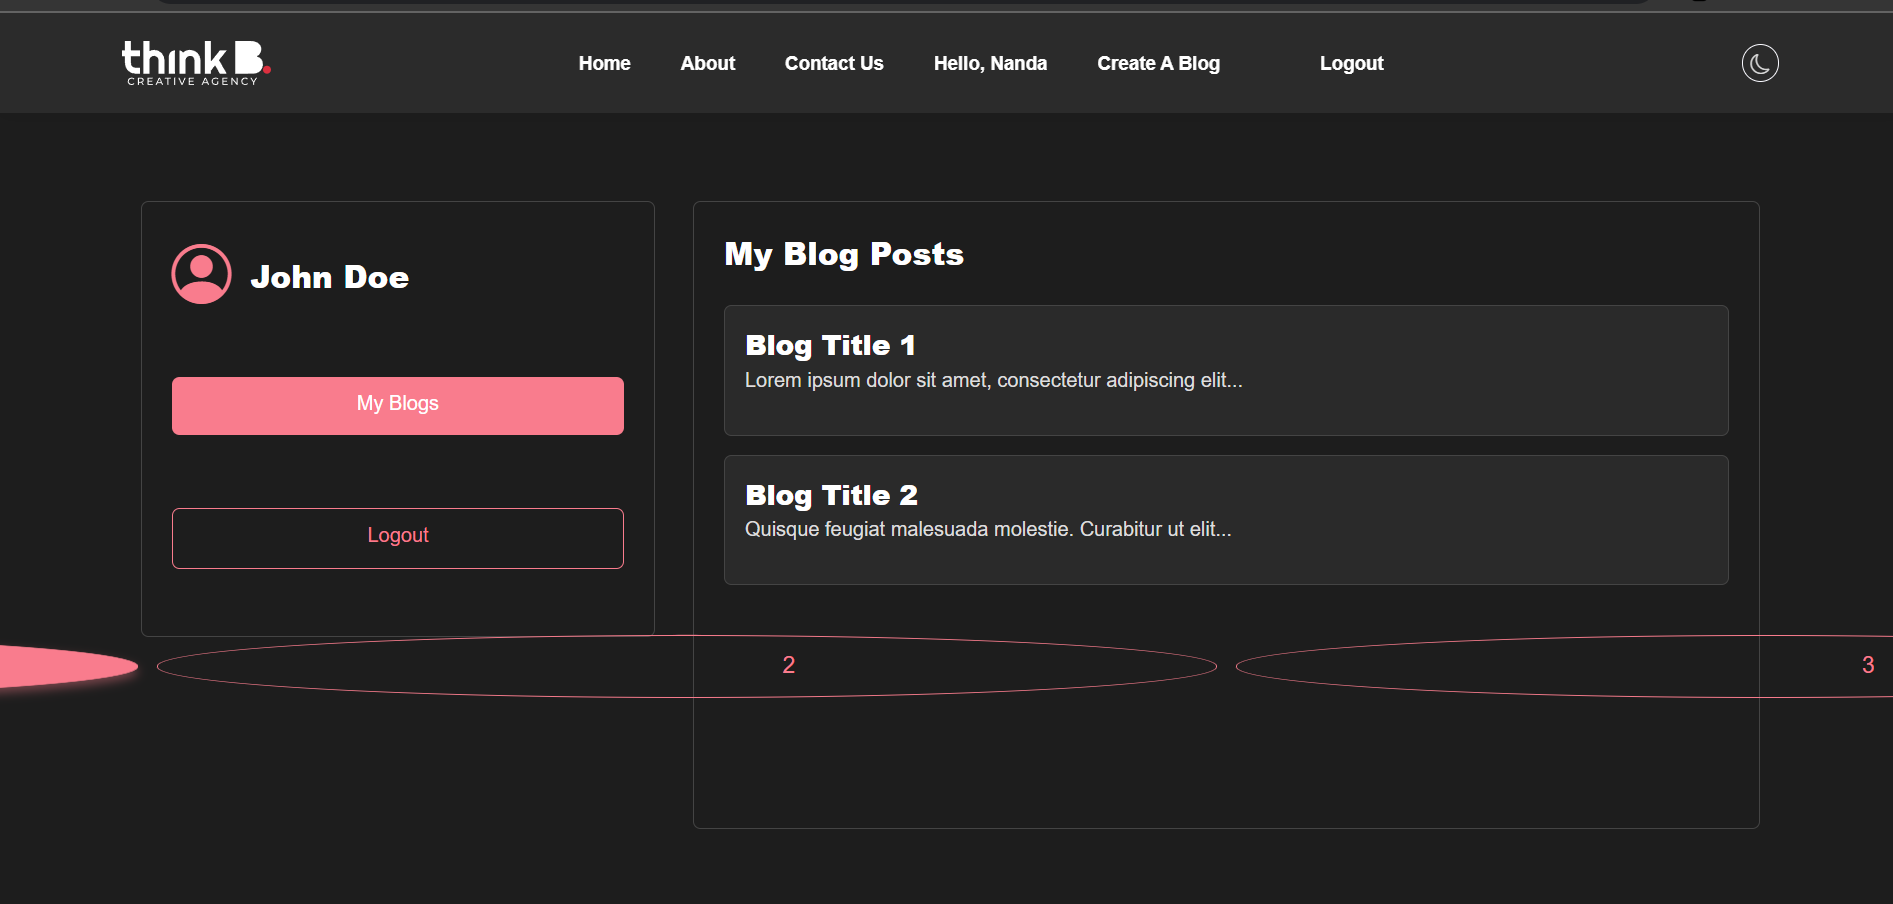 think B.
CREATIVE AGENCY
Home About Contact Us Hello, Nanda Create A Blog Logout
John Doe
My Blogs
Logout
My Blog Posts
Blog Title 1
Lorem ipsum dolor sit amet, consectetur adipiscing elit...
Blog Title 2
Quisque feugiat malesuada molestie. Curabitur ut elit...
2 3